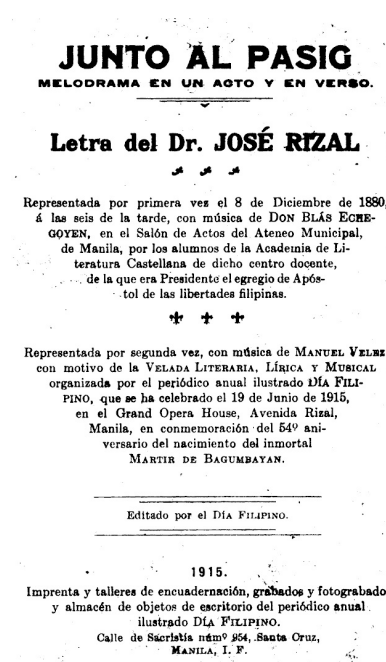 JUNTO AL PASIG
MELODRAMA EN UN ACTO Y EN VERSO.
Letra del Dr. JOSÉ RIZAL
Representada por primera vez el 8 de Diciembre de 1880,
á las seis de la tarde, con música de DON BLÁS ECHE-
GOYEN, en el Salón de Actos del Ateneo Municipal,
de Manila, por los alumnos de la Academia de Li-
teratura Castellana de dicho centro docente,
de la que era Presidente el egregio de Após-
tol de las libertades filipinas.
Representada por segunda vez, con música de MANUEL VELEZ
con motivo de la VELADA LITERARIA, LÍRICA Y MUSICAL
organizada por el periódico anual ilustrado DÍA FILI-
PINO, que se ha celebrado el 19 de Junio de 1915,
en el Grand Opera House, Avenida Rizal,
Manila, en conmemoración del 54º ani-
versario del nacimiento del inmortal
MARTIR DE BAGUMBAYAN.
Editado por el DÍA FILIPINO.
1915.
Imprenta y talleres de encuadernación, grabados y fotograbado
y almacén de objetos de escritorio del periódico anual
ilustrado DÍA FILIPINO.
Calle de Sacristía númº 954, Santa Cruz,
MANILA, I. F.